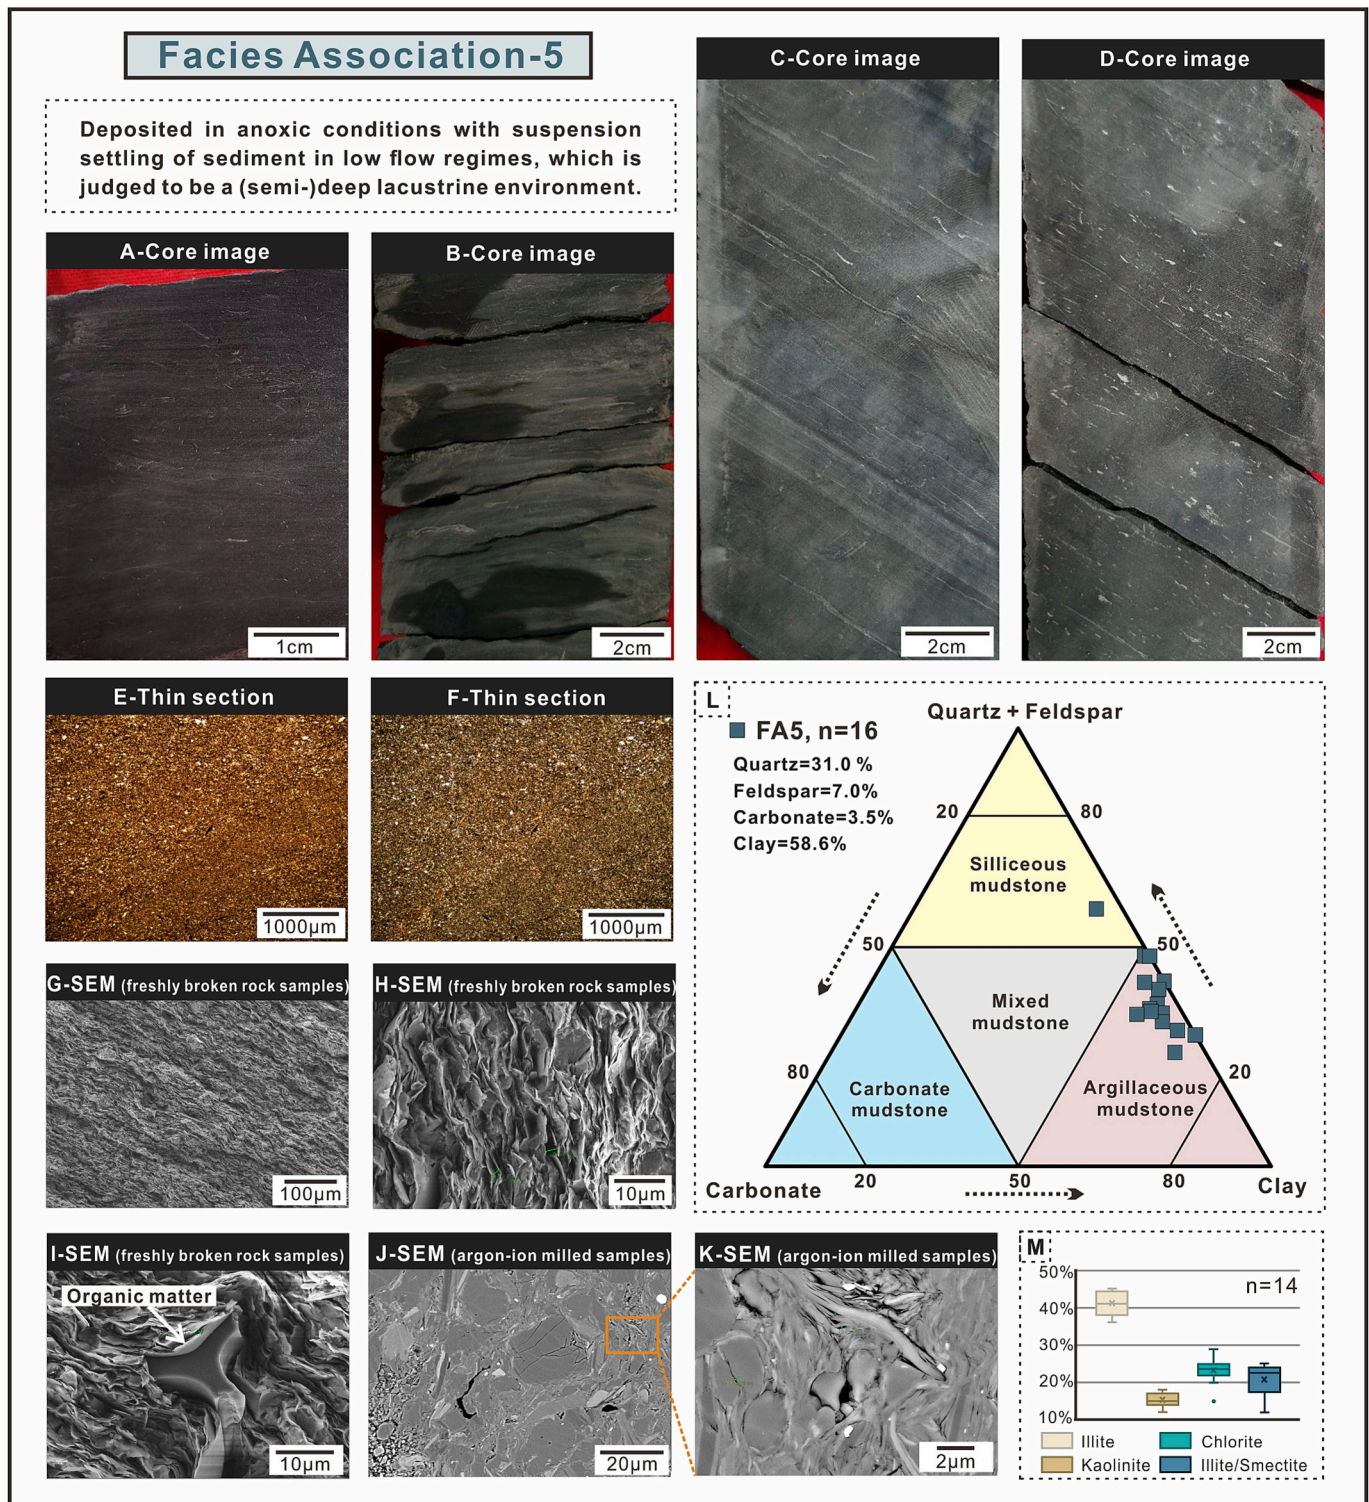 Facies Association-5
Deposited in anoxic conditions with suspension
settling of sediment in low flow regimes, which is
judged to be a (semi-)deep lacustrine environment.
A-Core image
1cm
B-Core image
2cm
C-Core image
2cm
D-Core image
2cm
E-Thin section
1000μm
F-Thin section
1000μm
G-SEM (freshly broken rock samples)
100μm
H-SEM (freshly broken rock samples)
10μm
L
FA5, n=16
Quartz=31.0 %
Feldspar=7.0%
Carbonate=3.5%
Clay=58.6%
Quartz + Feldspar
20
80
Silliceous
mudstone
50
50
Mixed
mudstone
80
20
Carbonate
mudstone
Argillaceous
mudstone
Carbonate
20
50
80
Clay
I-SEM (freshly broken rock samples)
Organic matter
10μm
J-SEM (argon-ion milled samples)
20μm
K-SEM (argon-ion milled samples)
2μm
M
n=14
50%
40%
30%
20%
10%
Illite
Chlorite
Kaolinite
Illite/Smectite